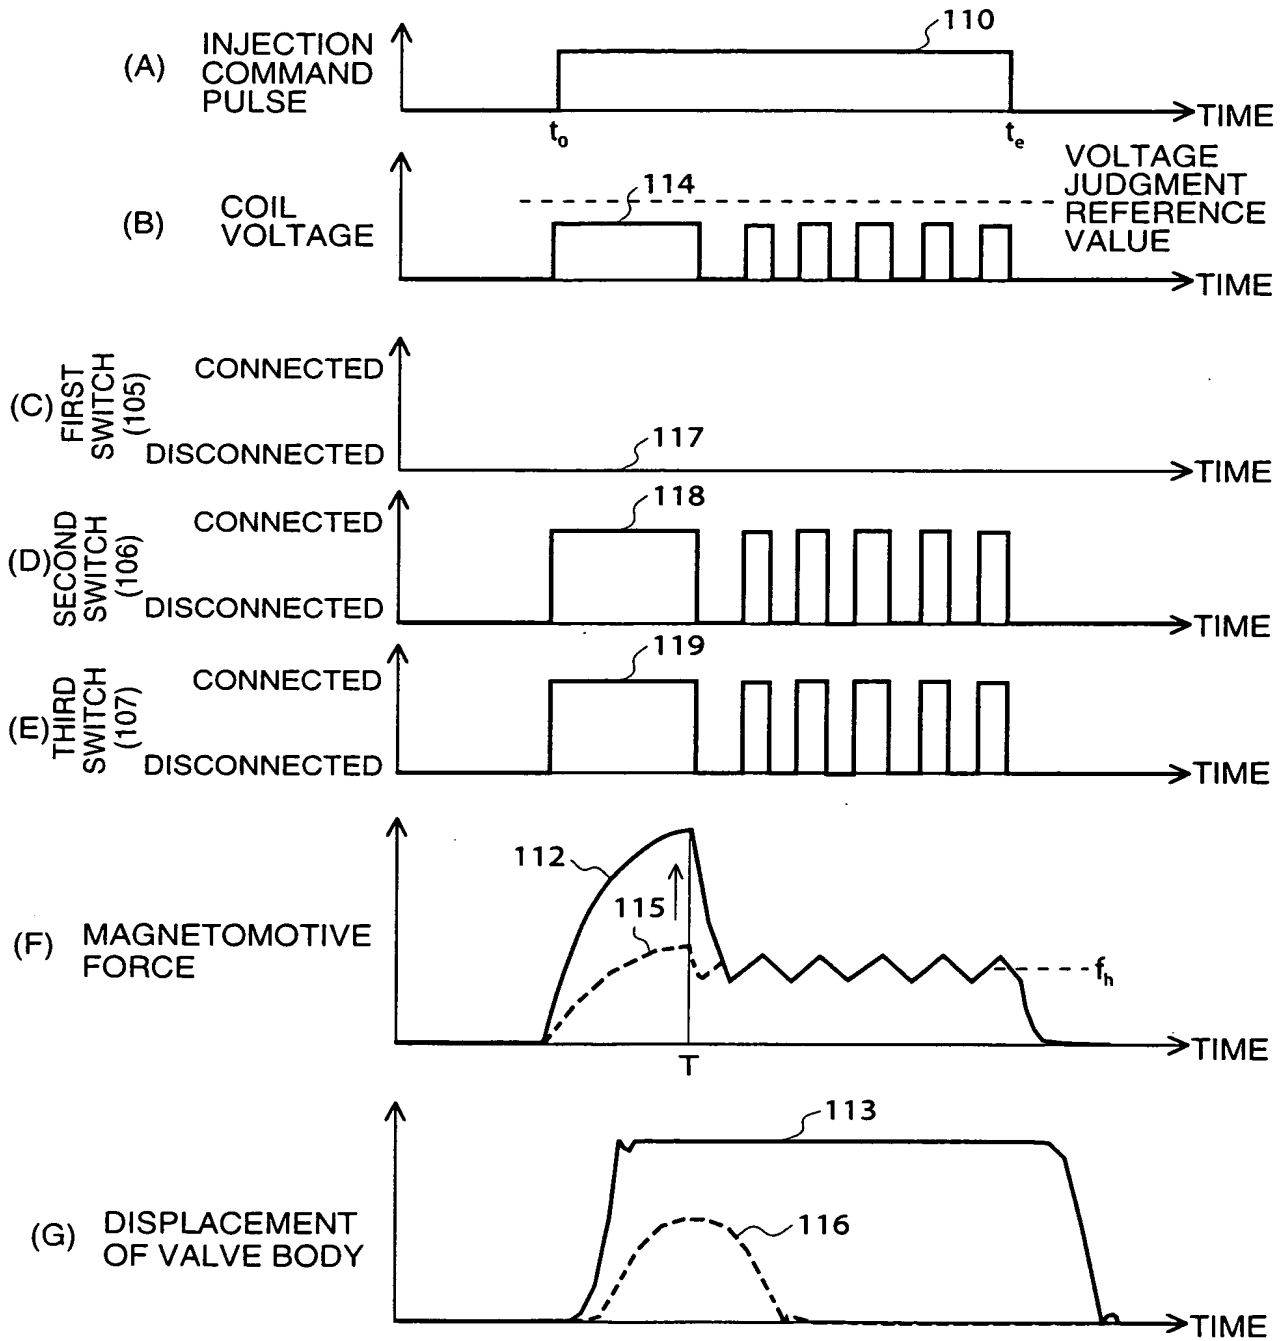 (A)
INJECTION
COMMAND
PULSE
110
TIME
t₀
tₑ
(B)
COIL
VOLTAGE
114
VOLTAGE
JUDGMENT
REFERENCE
VALUE
TIME
(C)
FIRST
SWITCH
(105)
CONNECTED
DISCONNECTED
117
TIME
(D)
SECOND
SWITCH
(106)
CONNECTED
DISCONNECTED
118
TIME
(E)
THIRD
SWITCH
(107)
CONNECTED
DISCONNECTED
119
TIME
(F)
MAGNETOMOTIVE
FORCE
112
115
fₕ
T
TIME
(G)
DISPLACEMENT
OF VALVE BODY
113
116
TIME